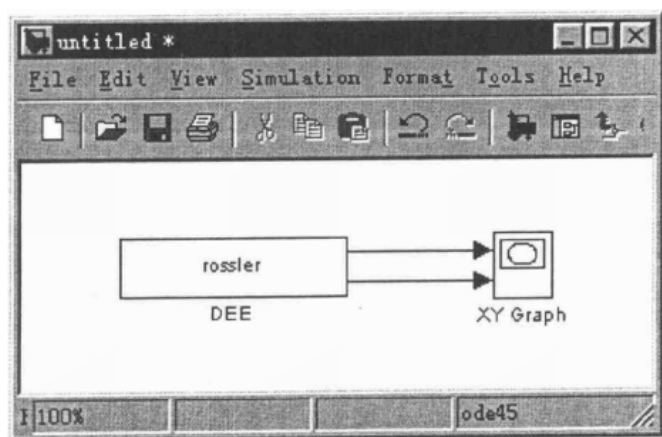 untitled *
File Edit View Simulation Format Tools Help
rossler
DEE
XY Graph
100%
ode45